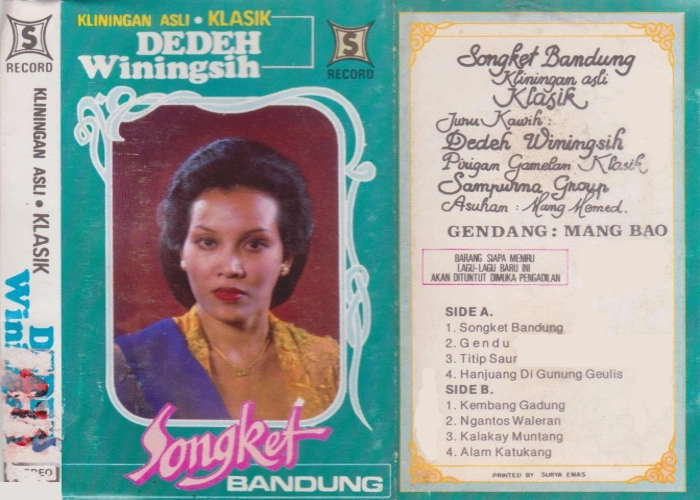 S
RECORD
KLININGAN ASLI • KLASIK
STEREO
KLININGAN ASLI • KLASIK
DEDEH
Winingsih
S
RECORD
Songket
BANDUNG
Songket Bandung
Kliningan asli
Klasik
Juru Kawih :
Dedeh Winingsih
Pirigan Gamelan Klasik
Sampurna Group
Asuhan : Mang Memed.
GENDANG : MANG BAO
BARANG SIAPA MENIRU
LAGU-LAGU BARU INI
AKAN DITUNTUT DIMUKA PENGADILAN
SIDE A.
1. Songket Bandung
2. Gendu
3. Titip Saur
4. Hanjuang Di Gunung Geulis
SIDE B.
1. Kembang Gadung
2. Ngantos Waleran
3. Kalakay Muntang
4. Alam Katukang
PRINTED BY SURYA EMAS